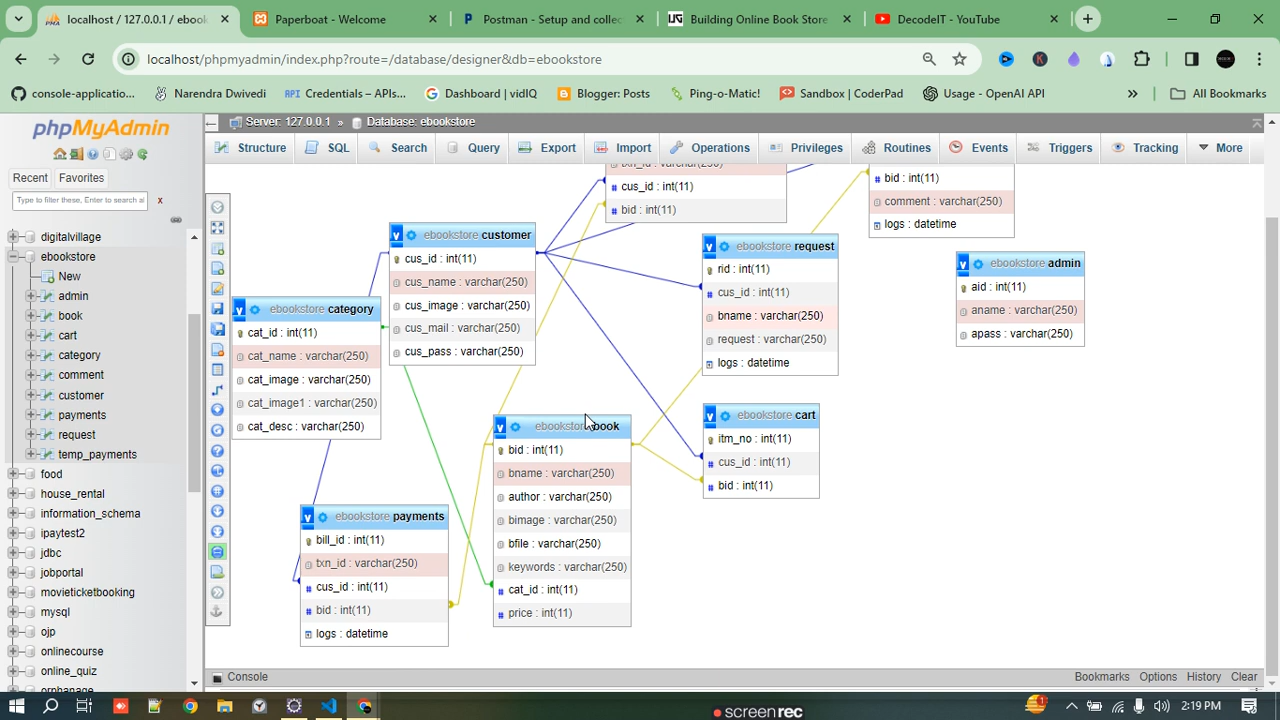 localhost / 127.0.0.1 / ebook
Paperboat - Welcome
Postman - Setup and collec
Building Online Book Store
DecodeIT - YouTube
localhost/phpmyadmin/index.php?route=/database/designer&db=ebookstore
console-applicatio...
Narendra Dwivedi
Credentials – APIs...
Dashboard | vidIQ
Blogger: Posts
Ping-o-Matic!
Sandbox | CoderPad
Usage - OpenAI API
All Bookmarks
phpMyAdmin
Recent Favorites
Type to filter these, Enter to search al X
digitalvillage
ebookstore
New
admin
book
cart
category
comment
customer
payments
request
temp_payments
food
house_rental
information_schema
ipaytest2
jdbc
jobportal
movieticketbooking
mysql
ojp
onlinecourse
online_quiz
orphanage
Server: 127.0.0.1 » Database: ebookstore
Structure SQL Search Query Export Import Operations Privileges Routines Events Triggers Tracking More
txn_id : varchar(250)
cus_id : int(11)
bid : int(11)
bid : int(11)
comment : varchar(250)
logs : datetime
ebookstore customer
cus_id : int(11)
cus_name : varchar(250)
cus_image : varchar(250)
cus_mail : varchar(250)
cus_pass : varchar(250)
ebookstore request
rid : int(11)
cus_id : int(11)
bname : varchar(250)
request : varchar(250)
logs : datetime
ebookstore admin
aid : int(11)
aname : varchar(250)
apass : varchar(250)
ebookstore category
cat_id : int(11)
cat_name : varchar(250)
cat_image : varchar(250)
cat_image1 : varchar(250)
cat_desc : varchar(250)
ebookstore book
bid : int(11)
bname : varchar(250)
author : varchar(250)
bimage : varchar(250)
bfile : varchar(250)
keywords : varchar(250)
cat_id : int(11)
price : int(11)
ebookstore cart
itm_no : int(11)
cus_id : int(11)
bid : int(11)
ebookstore payments
bill_id : int(11)
txn_id : varchar(250)
cus_id : int(11)
bid : int(11)
logs : datetime
Console
Bookmarks Options History Clear
2:19 PM
screenrec